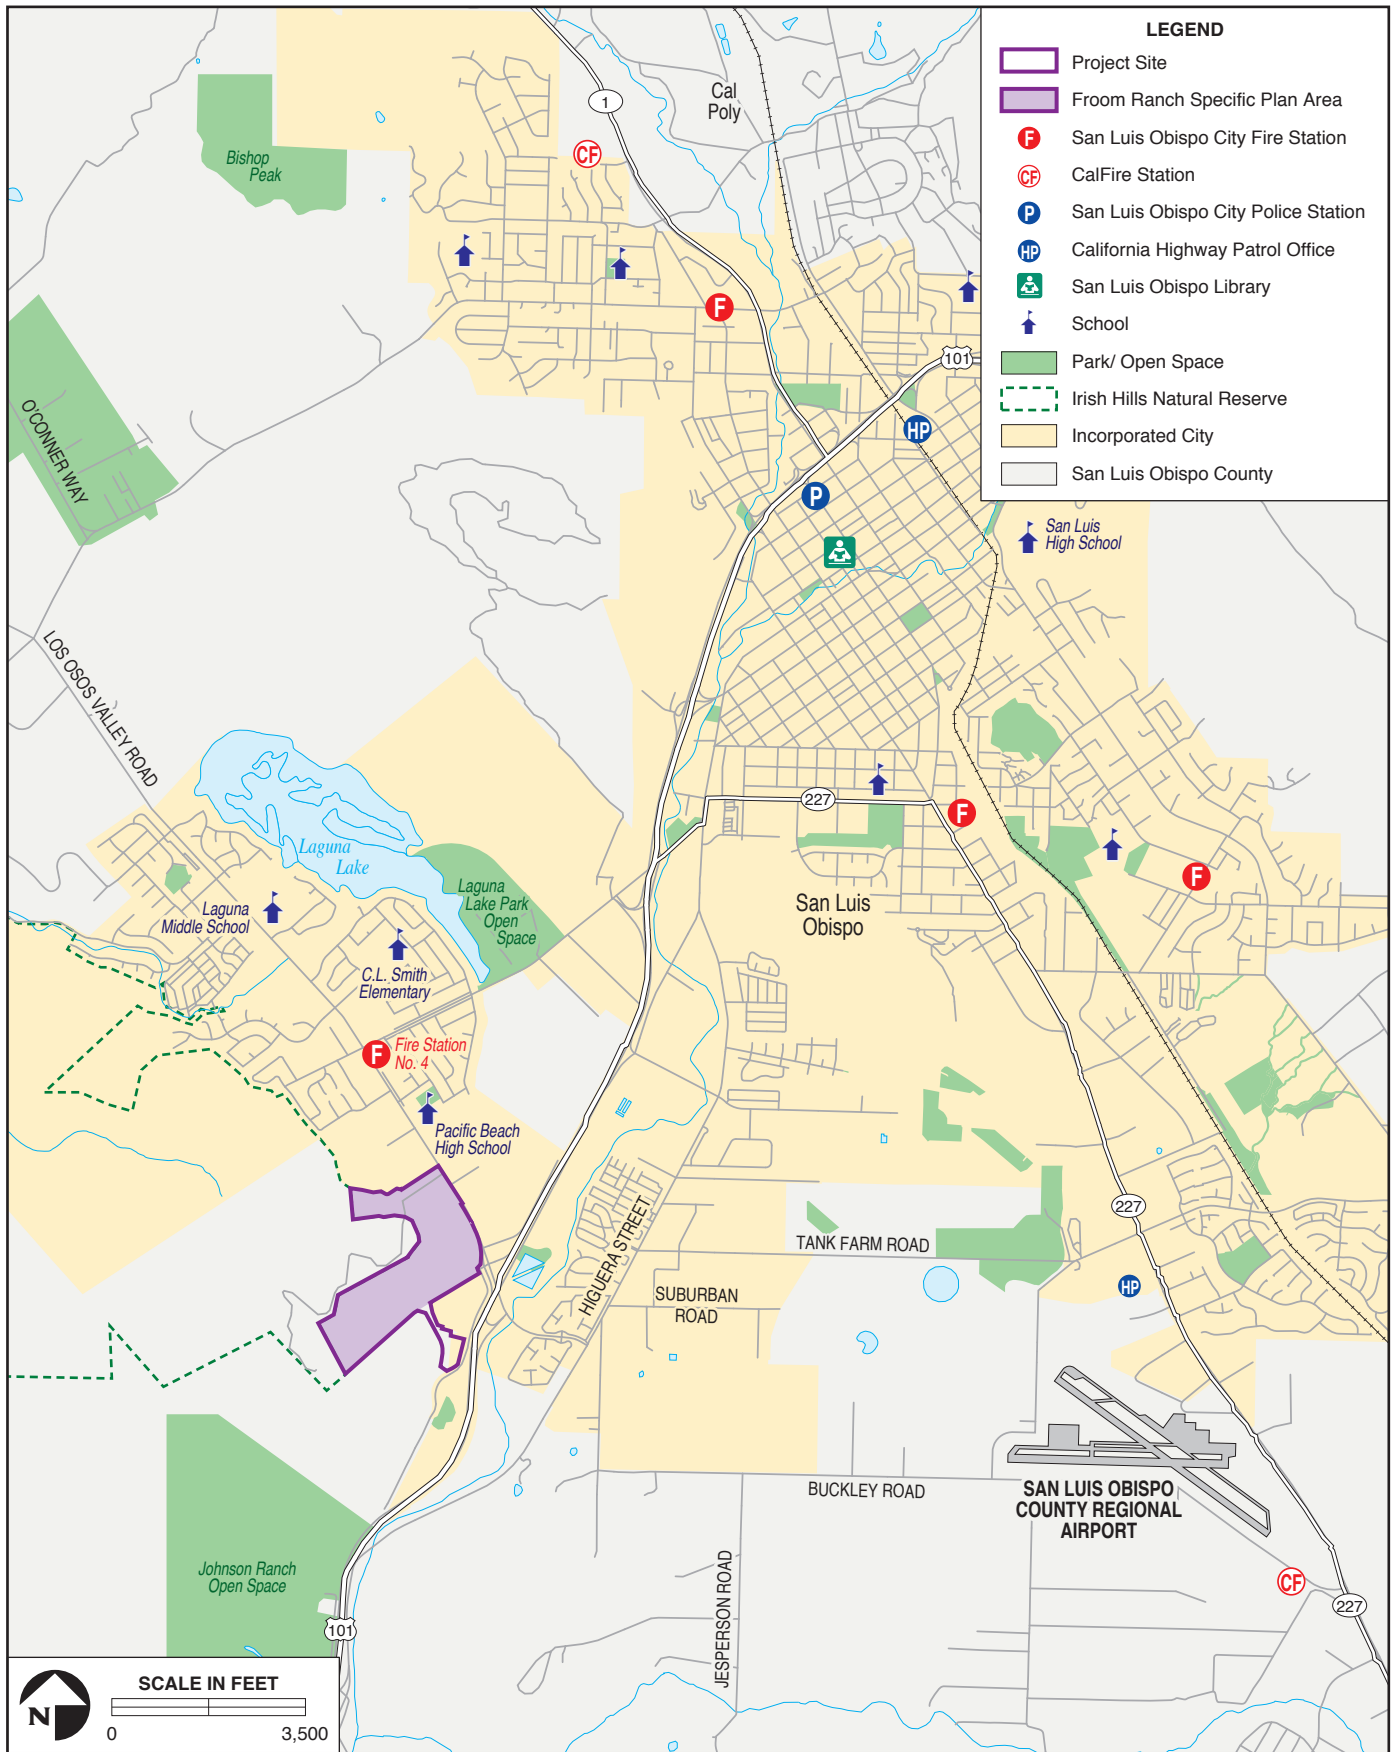 LEGEND
Project Site
Froom Ranch Specific Plan Area
F San Luis Obispo City Fire Station
CF CalFire Station
P San Luis Obispo City Police Station
HP California Highway Patrol Office
San Luis Obispo Library
School
Park/ Open Space
Irish Hills Natural Reserve
Incorporated City
San Luis Obispo County
1
Cal
Poly
CF
Bishop
Peak
F
101
O'CONNER WAY
HP
P
San Luis
High School
LOS OSOS VALLEY ROAD
227
F
Laguna
Lake
F
Laguna
Lake Park
Open
Space
San Luis
Obispo
Laguna
Middle School
C.L. Smith
Elementary
F
Fire Station
No. 4
Pacific Beach
High School
227
HIGUERA STREET
TANK FARM ROAD
HP
SUBURBAN
ROAD
BUCKLEY ROAD
SAN LUIS OBISPO
COUNTY REGIONAL
AIRPORT
Johnson Ranch
Open Space
JESPERSON ROAD
CF
227
101
N
SCALE IN FEET
0 3,500